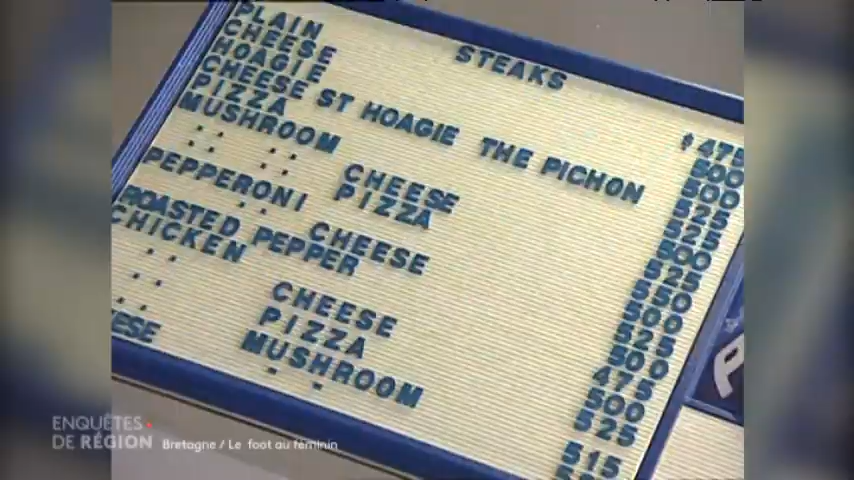 STEAKS
PLAIN $475
CHEESE 500
HOAGIE 500
CHEESE ST HOAGIE THE PICHON 525
PIZZA 525
MUSHROOM 500
" " CHEESE 525
" " " " PIZZA 550
PEPPERONI 500
" " CHEESE 525
ROASTED PEPPER 500
CHICKEN 475
" " CHEESE 500
" " PIZZA 525
" " MUSHROOM
" " 515
ENQUÊTES
DE RÉGION Bretagne / Le foot au féminin